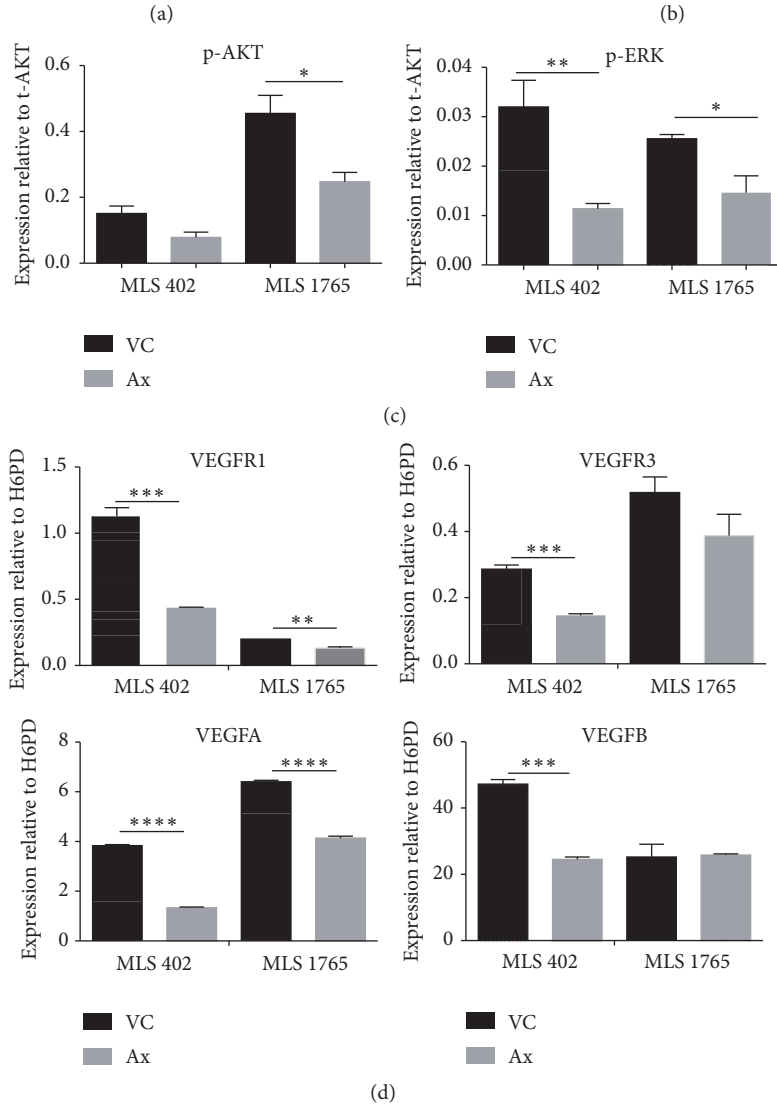 (a) (b)
p-AKT
Expression relative to t-AKT
0.6
0.4
0.2
0.0
*
MLS 402 MLS 1765
p-ERK
Expression relative to t-AKT
0.04
0.03
0.02
0.01
0.00
**
*
MLS 402 MLS 1765
VC
Ax
VC
Ax
(c)
VEGFR1
Expression relative to H6PD
1.5
1.0
0.5
0.0
***
**
MLS 402 MLS 1765
VEGFR3
Expression relative to H6PD
0.6
0.4
0.2
0.0
***
MLS 402 MLS 1765
VEGFA
Expression relative to H6PD
8
6
4
2
0
****
****
MLS 402 MLS 1765
VEGFB
Expression relative to H6PD
60
40
20
0
***
MLS 402 MLS 1765
VC
Ax
VC
Ax
(d)